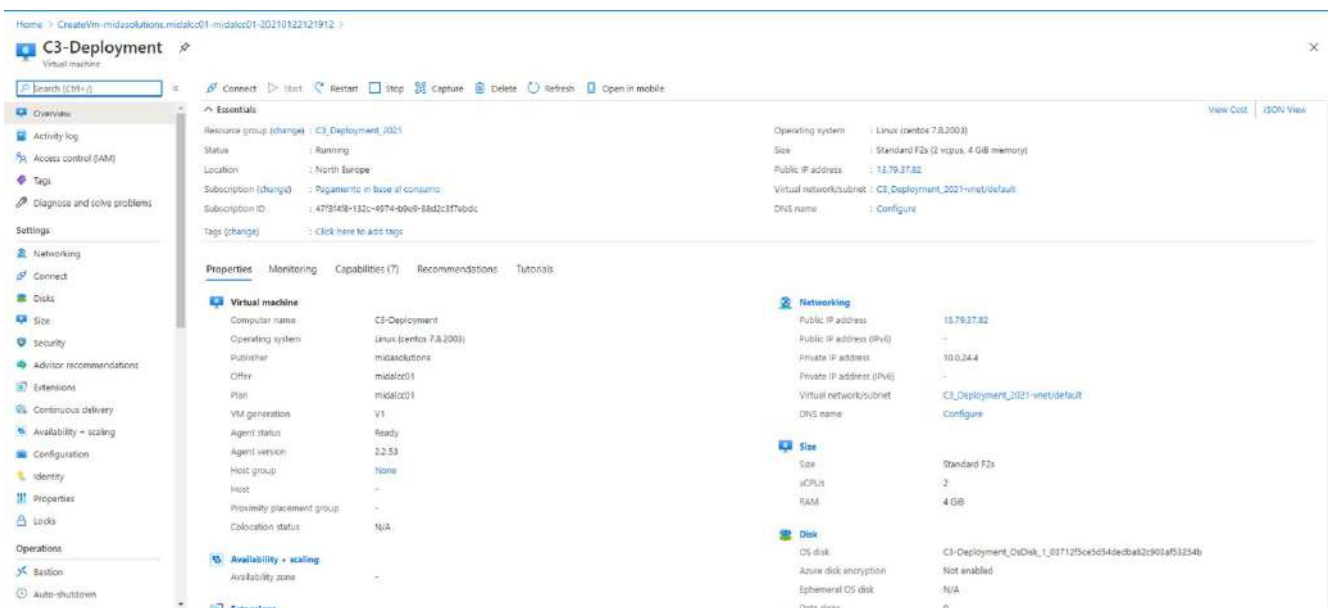 Home > CreateVm-midasolutions.midalcc01-midalcc01-20210122121912 >
C3-Deployment
Virtual machine
Search (Ctrl+/)
Connect Start Restart Stop Capture Delete Refresh Open in mobile
Overview
Activity log
Access control (IAM)
Tags
Diagnose and solve problems
Settings
Networking
Connect
Disks
Size
Security
Advisor recommendations
Extensions
Continuous delivery
Availability + scaling
Configuration
Identity
Properties
Locks
Operations
Bastion
Auto-shutdown
Essentials
View Cost JSON View
Resource group (change) : C3_Deployment_2021
Status : Running
Location : North Europe
Subscription (change) : Pagamento in base al consumo
Subscription ID
Tags (change) : Click here to add tags
Operating system : Linux (centos 7.8.2003)
Size : Standard F2s (2 vcpus, 4 GiB memory)
Public IP address : 13.79.37.82
Virtual network/subnet : C3_Deployment_2021-vnet/default
DNS name : Configure
Properties Monitoring Capabilities (7) Recommendations Tutorials
Virtual machine
Computer name C3-Deployment
Operating system Linux (centos 7.8.2003)
Publisher midasolutions
Offer midalcc01
Plan midalcc01
VM generation V1
Agent status Ready
Agent version 2.2.53
Host group None
Host -
Proximity placement group -
Colocation status N/A
Availability + scaling
Availability zone -
Extensions
Networking
Public IP address 13.79.37.82
Public IP address (IPv6) -
Private IP address 10.0.24.4
Private IP address (IPv6) -
Virtual network/subnet C3_Deployment_2021-vnet/default
DNS name Configure
Size
Size Standard F2s
vCPUs 2
RAM 4 GiB
Disk
OS disk
Azure disk encryption Not enabled
Ephemeral OS disk N/A
Data disks 0